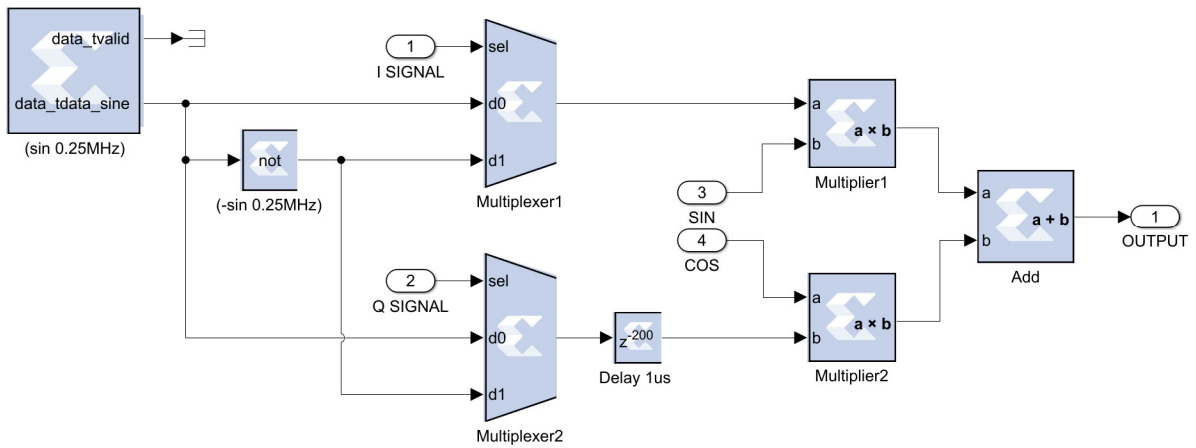 data_tvalid
data_tdata_sine
(sin 0.25MHz)
not
(-sin 0.25MHz)
1
I SIGNAL
sel
d0
d1
Multiplexer1
2
Q SIGNAL
sel
d0
d1
Multiplexer2
z-200
Delay 1us
3
SIN
4
COS
a
b
a × b
Multiplier1
a
b
a × b
Multiplier2
a
b
a + b
Add
1
OUTPUT